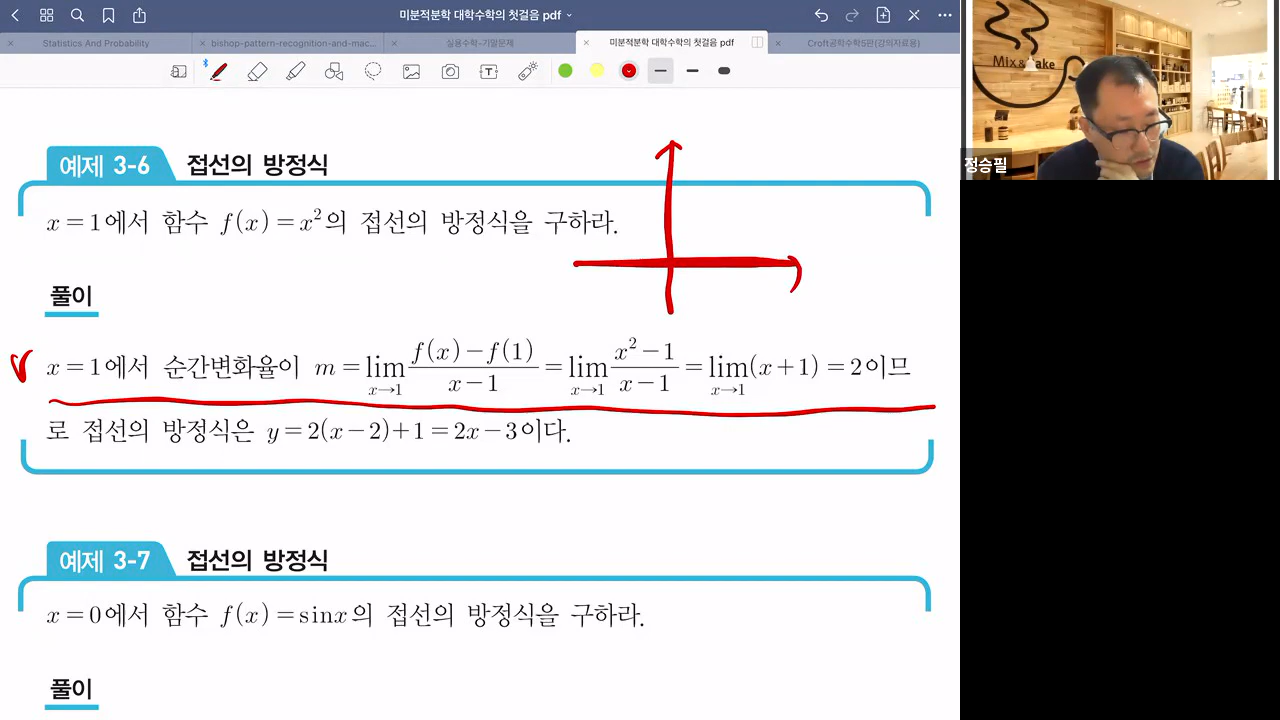 미분적분학 대학수학의 첫걸음 pdf
Statistics And Probability
bishop-pattern-recognition-and-mac...
실용수학-기말문제
미분적분학 대학수학의 첫걸음 pdf
Croft공학수학5판(강의자료용)
Mix & ake
정승필
예제 3-6 접선의 방정식
x = 1에서 함수 f(x) = x²의 접선의 방정식을 구하라.
풀이
x = 1에서 순간변화율이 m = lim_{x→1} (f(x) − f(1))/(x − 1) = lim_{x→1} (x² − 1)/(x − 1) = lim_{x→1} (x + 1) = 2이므
로 접선의 방정식은 y = 2(x − 2) + 1 = 2x − 3이다.
예제 3-7 접선의 방정식
x = 0에서 함수 f(x) = sinx의 접선의 방정식을 구하라.
풀이